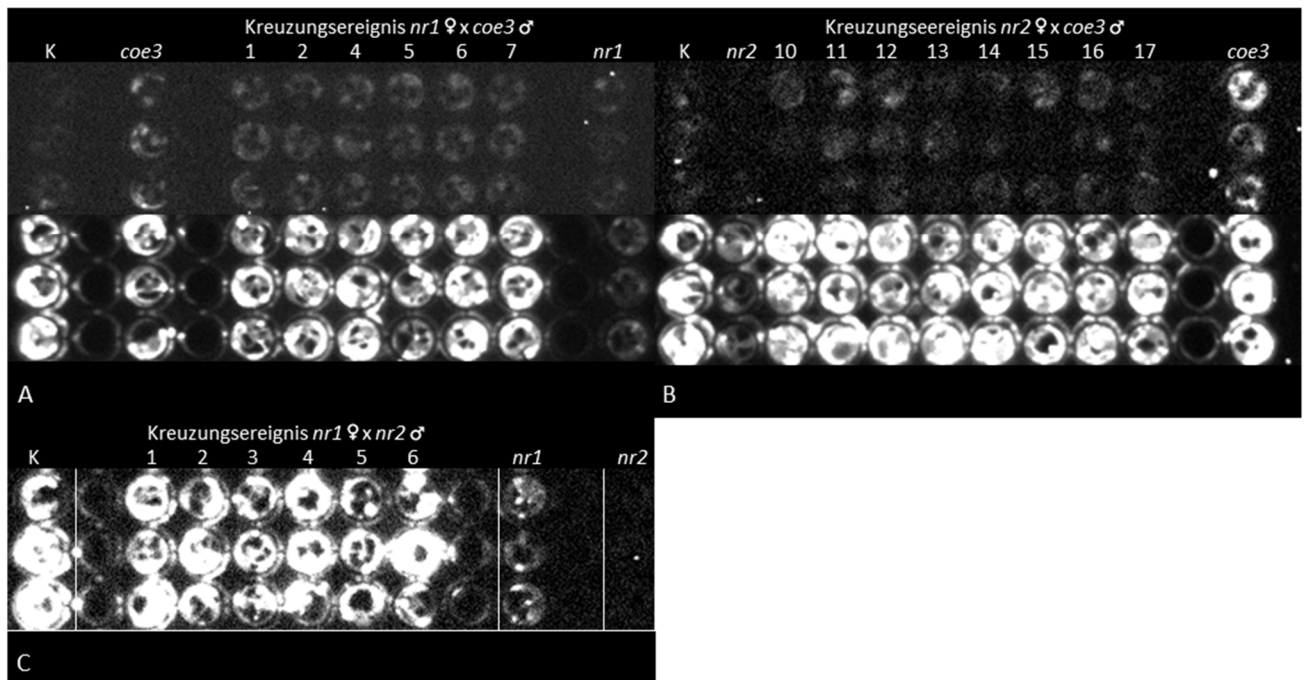 Kreuzungsereignis nr1 ♀ x coe3 ♂
K coe3 1 2 4 5 6 7 nr1
A
Kreuzungseereignis nr2 ♀ x coe3 ♂
K nr2 10 11 12 13 14 15 16 17 coe3
B
Kreuzungsereignis nr1 ♀ x nr2 ♂
K 1 2 3 4 5 6 nr1 nr2
C